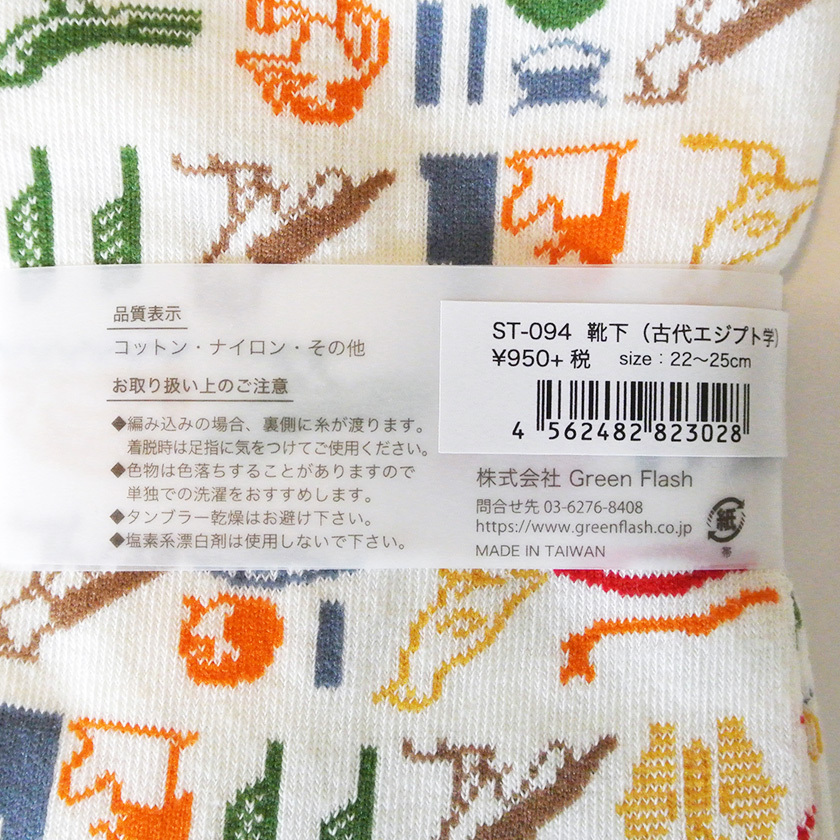 品質表示
コットン・ナイロン・その他
お取り扱い上のご注意
◆編み込みの場合、裏側に糸が渡ります。
着脱時は足指に気をつけてご使用ください。
◆色物は色落ちすることがありますので
単独での洗濯をおすすめします。
◆タンブラー乾燥はお避け下さい。
◆塩素系漂白剤は使用しないで下さい。
ST-094 靴下（古代エジプト学)
¥950+税 size：22～25cm
4 562482 823028
株式会社 Green Flash
問合せ先 03-6276-8408
https://www.greenflash.co.jp
MADE IN TAIWAN
紙
帯